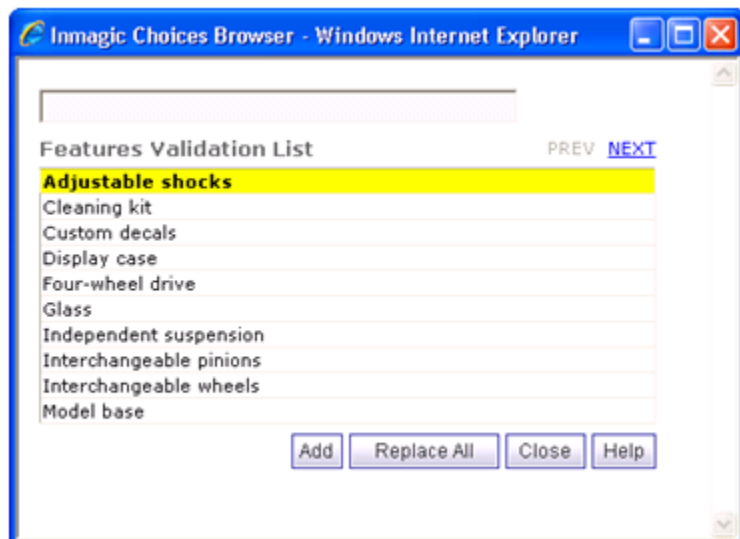 Inmagic Choices Browser - Windows Internet Explorer
Features Validation List PREV NEXT
Adjustable shocks
Cleaning kit
Custom decals
Display case
Four-wheel drive
Glass
Independent suspension
Interchangeable pinions
Interchangeable wheels
Model base
Add Replace All Close Help